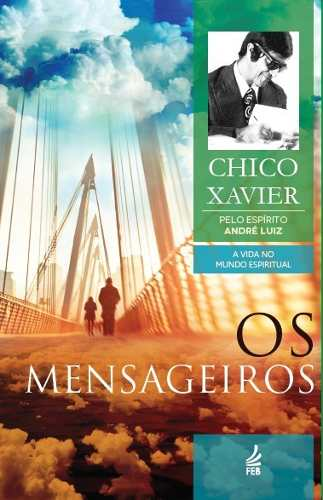 CHICO
XAVIER
PELO ESPÍRITO
ANDRÉ LUIZ
A VIDA NO
MUNDO ESPIRITUAL
OS
MENSAGEIROS
FEB